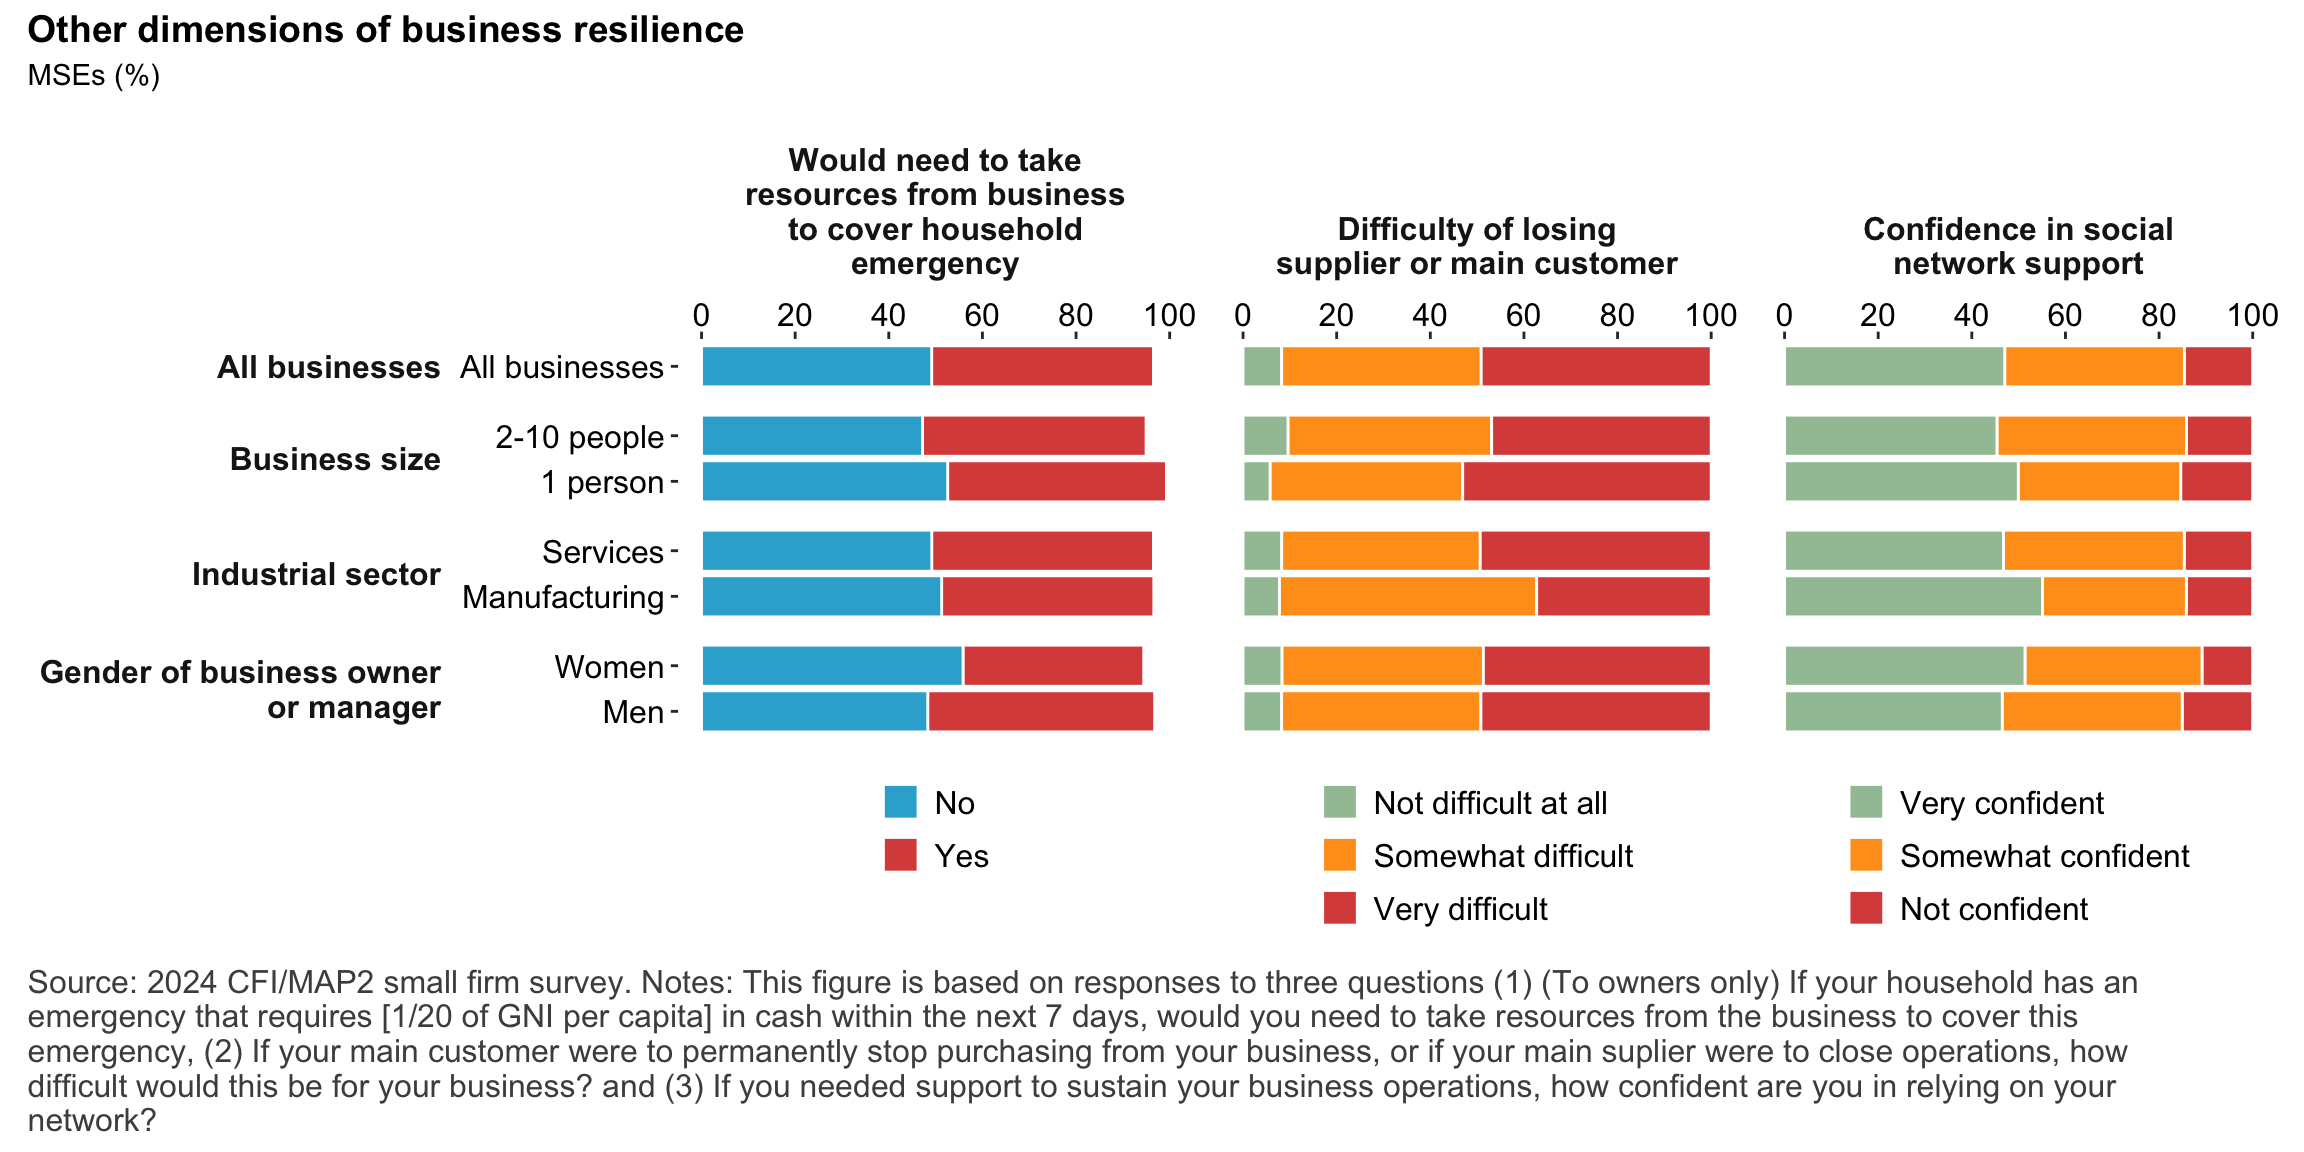 Other dimensions of business resilience
MSEs (%)
Would need to take
resources from business
to cover household
emergency
Difficulty of losing
supplier or main customer
Confidence in social
network support
0 20 40 60 80 100 0 20 40 60 80 100 0 20 40 60 80 100
All businesses All businesses
Business size
2-10 people
1 person
Industrial sector
Services
Manufacturing
Gender of business owner
or manager
Women
Men
No
Yes
Not difficult at all
Somewhat difficult
Very difficult
Very confident
Somewhat confident
Not confident
Source: 2024 CFI/MAP2 small firm survey. Notes: This figure is based on responses to three questions (1) (To owners only) If your household has an
emergency that requires [1/20 of GNI per capita] in cash within the next 7 days, would you need to take resources from the business to cover this
emergency, (2) If your main customer were to permanently stop purchasing from your business, or if your main suplier were to close operations, how
difficult would this be for your business? and (3) If you needed support to sustain your business operations, how confident are you in relying on your
network?